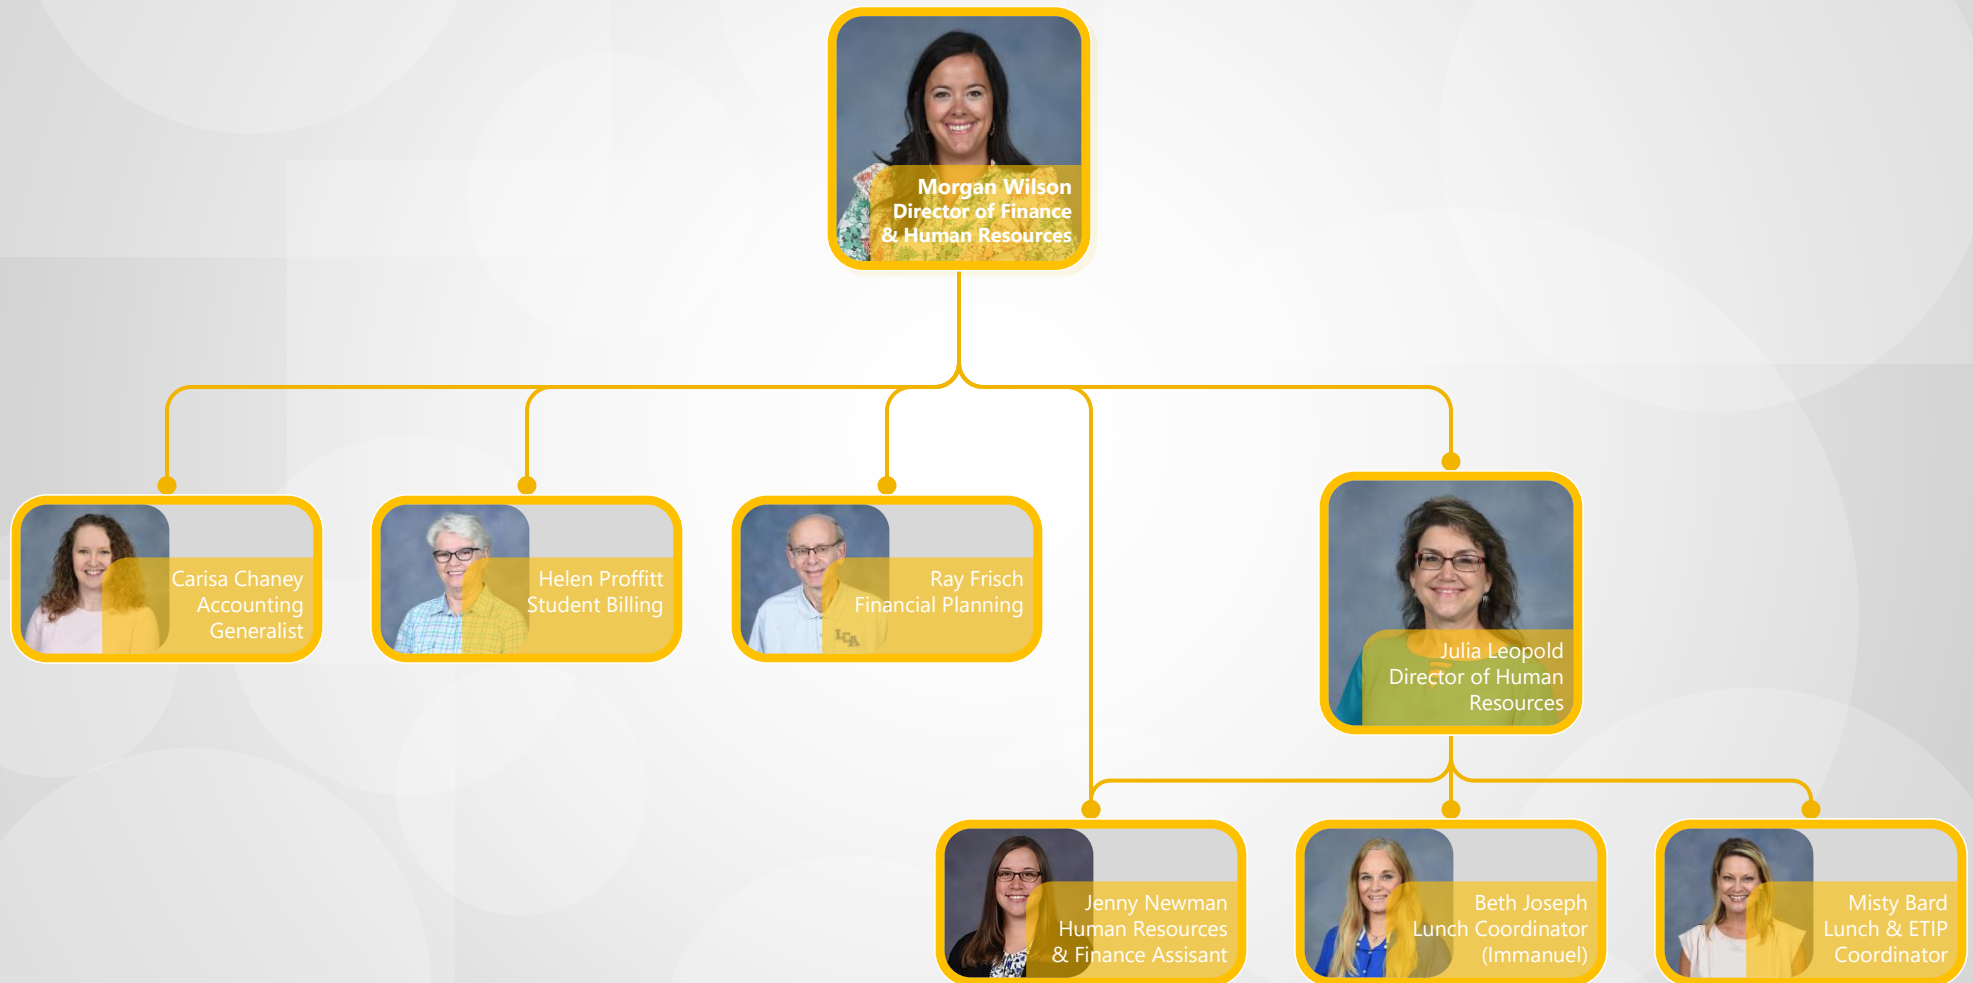 Morgan Wilson
Director of Finance
& Human Resources
Carisa Chaney
Accounting
Generalist
Helen Proffitt
Student Billing
Ray Frisch
Financial Planning
LCA
Julia Leopold
Director of Human
Resources
Jenny Newman
Human Resources
& Finance Assisant
Beth Joseph
Lunch Coordinator
(Immanuel)
Misty Bard
Lunch & ETIP
Coordinator